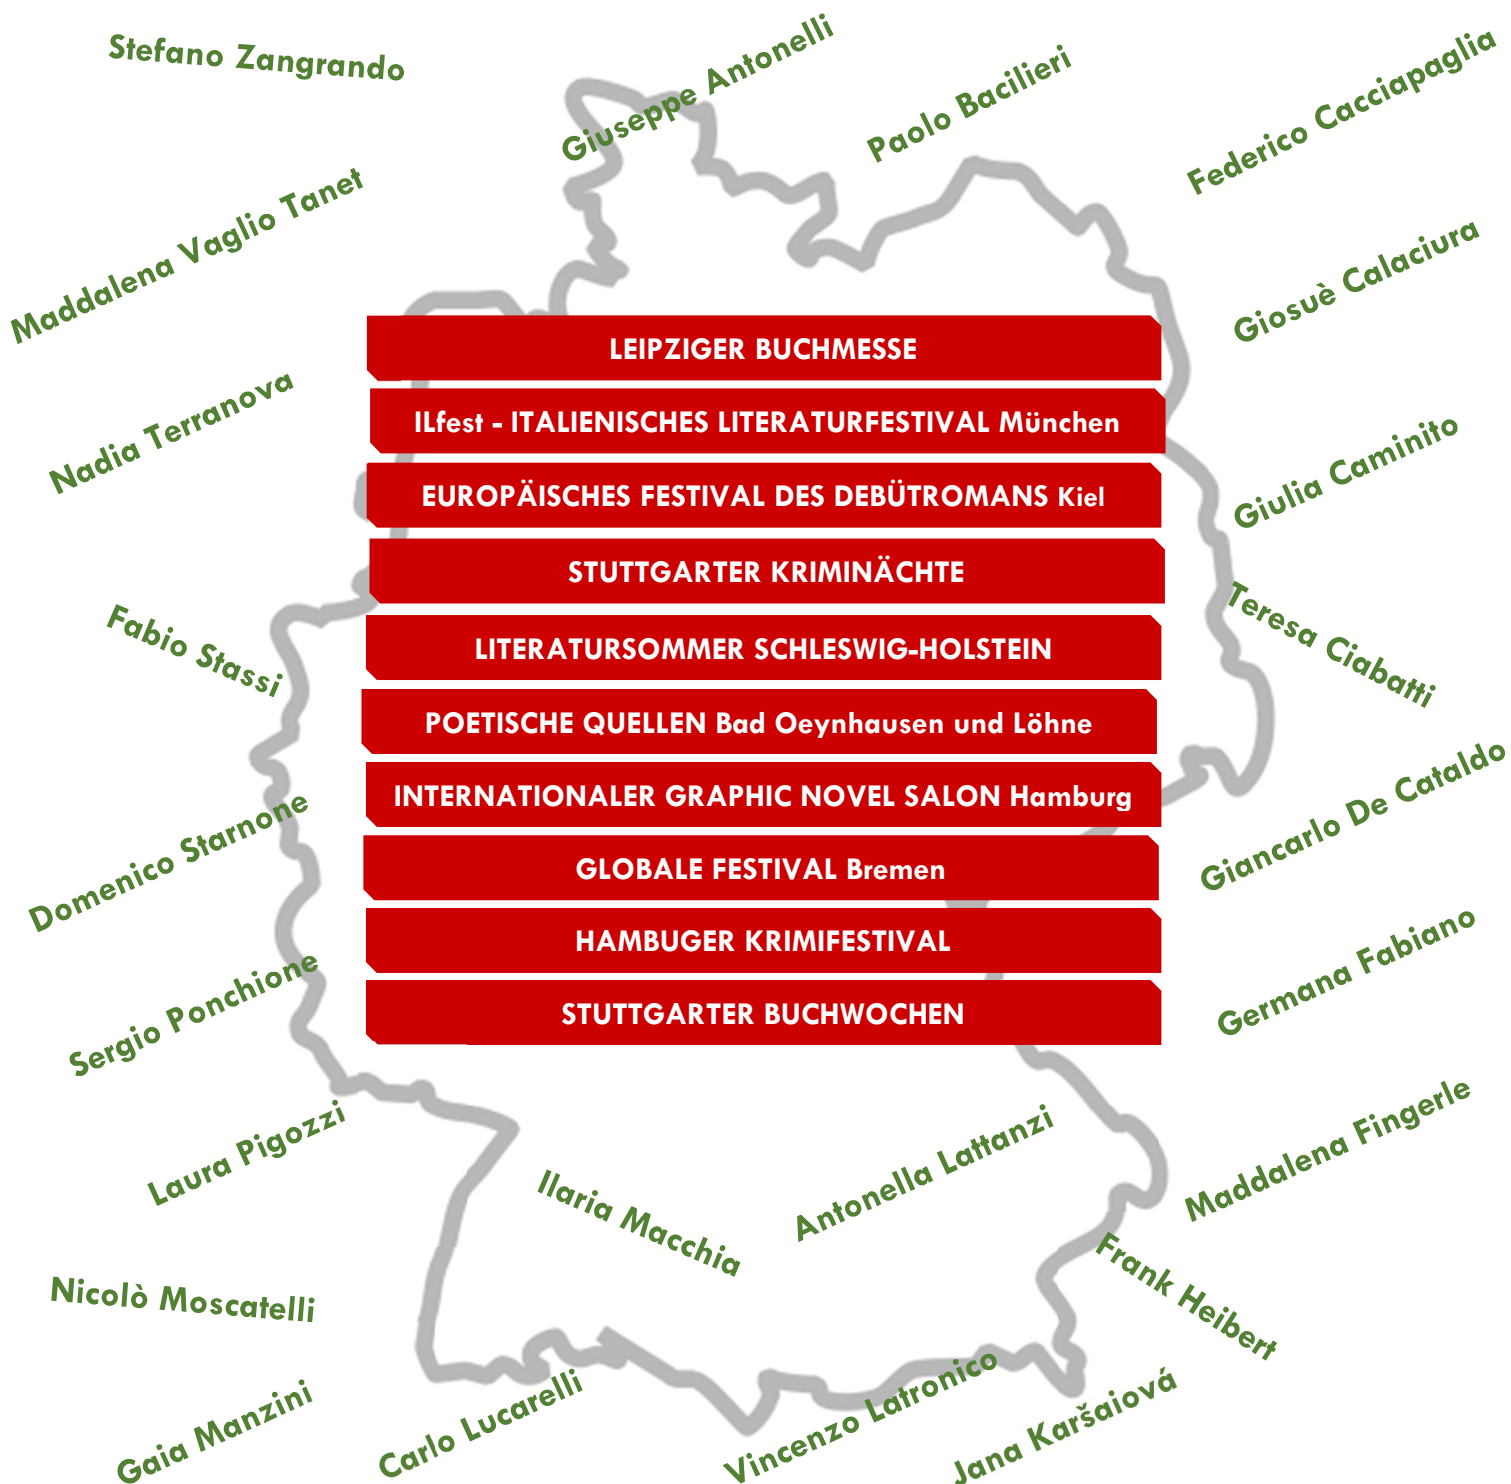 Stefano Zangrando
Giuseppe Antonelli
Paolo Bacilieri
Federico Cacciapaglia
Maddalena Vaglio Tanet
Giosuè Calaciura
LEIPZIGER BUCHMESSE
Nadia Terranova
ILfest - ITALIENISCHES LITERATURFESTIVAL München
Giulia Caminito
EUROPÄISCHES FESTIVAL DES DEBÜTROMANS Kiel
STUTTGARTER KRIMINÄCHTE
Fabio Stassi
LITERATURSOMMER SCHLESWIG-HOLSTEIN
Teresa Ciabatti
POETISCHE QUELLEN Bad Oeynhausen und Löhne
INTERNATIONALER GRAPHIC NOVEL SALON Hamburg
Giancarlo De Cataldo
Domenico Starnone
GLOBALE FESTIVAL Bremen
HAMBUGER KRIMIFESTIVAL
Germana Fabiano
Sergio Ponchione
STUTTGARTER BUCHWOCHEN
Laura Pigozzi
Ilaria Macchia
Antonella Lattanzi
Maddalena Fingerle
Nicolò Moscatelli
Frank Heibert
Gaia Manzini
Carlo Lucarelli
Vincenzo Latronico
Jana Karšaiová